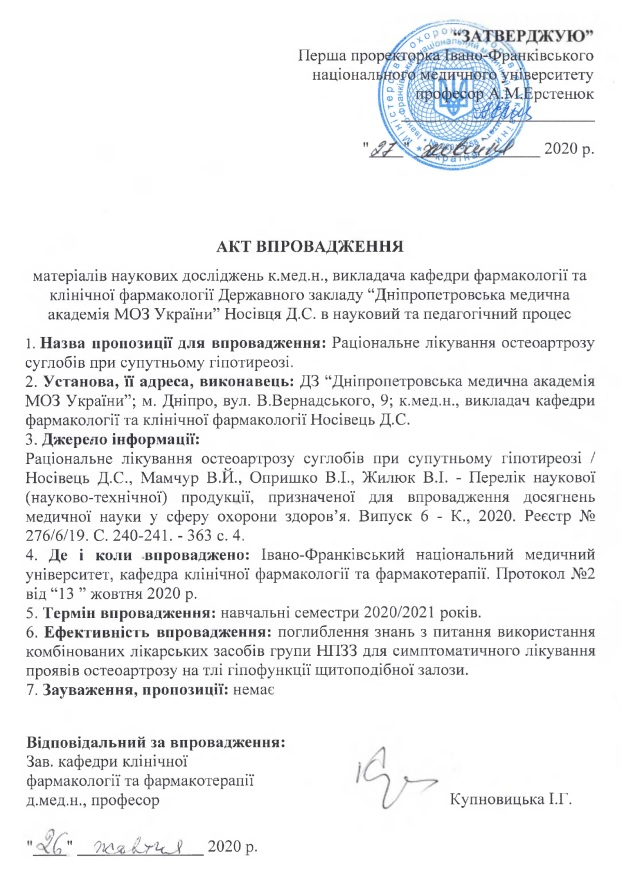 “ЗАТВЕРДЖУЮ”
Перша проректорка Івано-Франківського
національного медичного університету
професор А.М.Ерстенюк
"27" жовтня 2020 р.
АКТ ВПРОВАДЖЕННЯ
матеріалів наукових досліджень к.мед.н., викладача кафедри фармакології та
клінічної фармакології Державного закладу “Дніпропетровська медична
академія МОЗ України” Носівця Д.С. в науковий та педагогічний процес
1. Назва пропозиції для впровадження: Раціональне лікування остеоартрозу
суглобів при супутньому гіпотиреозі.
2. Установа, її адреса, виконавець: ДЗ “Дніпропетровська медична академія
МОЗ України”; м. Дніпро, вул. В.Вернадського, 9; к.мед.н., викладач кафедри
фармакології та клінічної фармакології Носівець Д.С.
3. Джерело інформації:
Раціональне лікування остеоартрозу суглобів при супутньому гіпотиреозі /
Носівець Д.С., Мамчур В.Й., Опришко В.І., Жилюк В.І. - Перелік наукової
(науково-технічної) продукції, призначеної для впровадження досягнень
медичної науки у сферу охорони здоров’я. Випуск 6 - К., 2020. Реєстр №
276/6/19. С. 240-241. - 363 с. 4.
4. Де і коли впроваджено: Івано-Франківський національний медичний
університет, кафедра клінічної фармакології та фармакотерапії. Протокол №2
від “13 ” жовтня 2020 р.
5. Термін впровадження: навчальні семестри 2020/2021 років.
6. Ефективність впровадження: поглиблення знань з питання використання
комбінованих лікарських засобів групи НПЗЗ для симптоматичного лікування
проявів остеоартрозу на тлі гіпофункції щитоподібної залози.
7. Зауваження, пропозиції: немає
Відповідальний за впровадження:
Зав. кафедри клінічної
фармакології та фармакотерапії
д.мед.н., професор Купновицька І.Г.
"26" жовтня 2020 р.